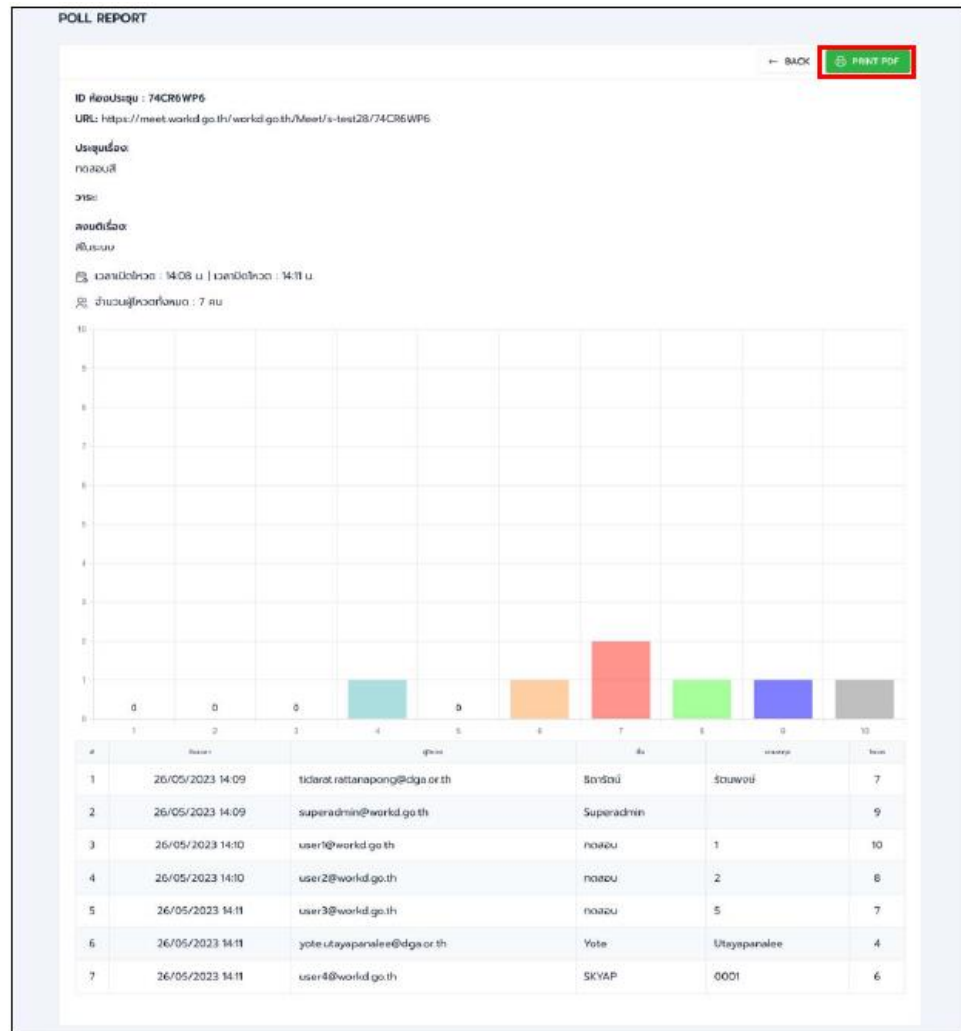 POLL REPORT
← BACK PRINT PDF
ID ห้องประชุม : 74CR6WP6
URL: https://meet.workd.go.th/workd.go.th/Meet/s-test28/74CR6WP6
ประชุมเรื่อง:
ทดสอบสี
วาระ:
ลงมติเรื่อง:
สีในระบบ
เวลาเปิดโหวต : 14:08 น. | เวลาปิดโหวต : 14:11 น.
จำนวนผู้โหวตทั้งหมด : 7 คน
10
9
8
7
6
5
4
3
2
1
0
0 0 0 0
1 2 3 4 5 6 7 8 9 10
# ชื่อ โหวต
1 26/05/2023 14:09 tidarat.rattanapong@dga.or.th ธิดารัตน์ รัตนพงษ์ 7
2 26/05/2023 14:09 superadmin@workd.go.th Superadmin 9
3 26/05/2023 14:10 user1@workd.go.th ทดสอบ 1 10
4 26/05/2023 14:10 user2@workd.go.th ทดสอบ 2 8
5 26/05/2023 14:11 user3@workd.go.th ทดสอบ 5 7
6 26/05/2023 14:11 yote.utayapanalee@dga.or.th Yote Utayapanalee 4
7 26/05/2023 14:11 user4@workd.go.th SKYAP 0001 6